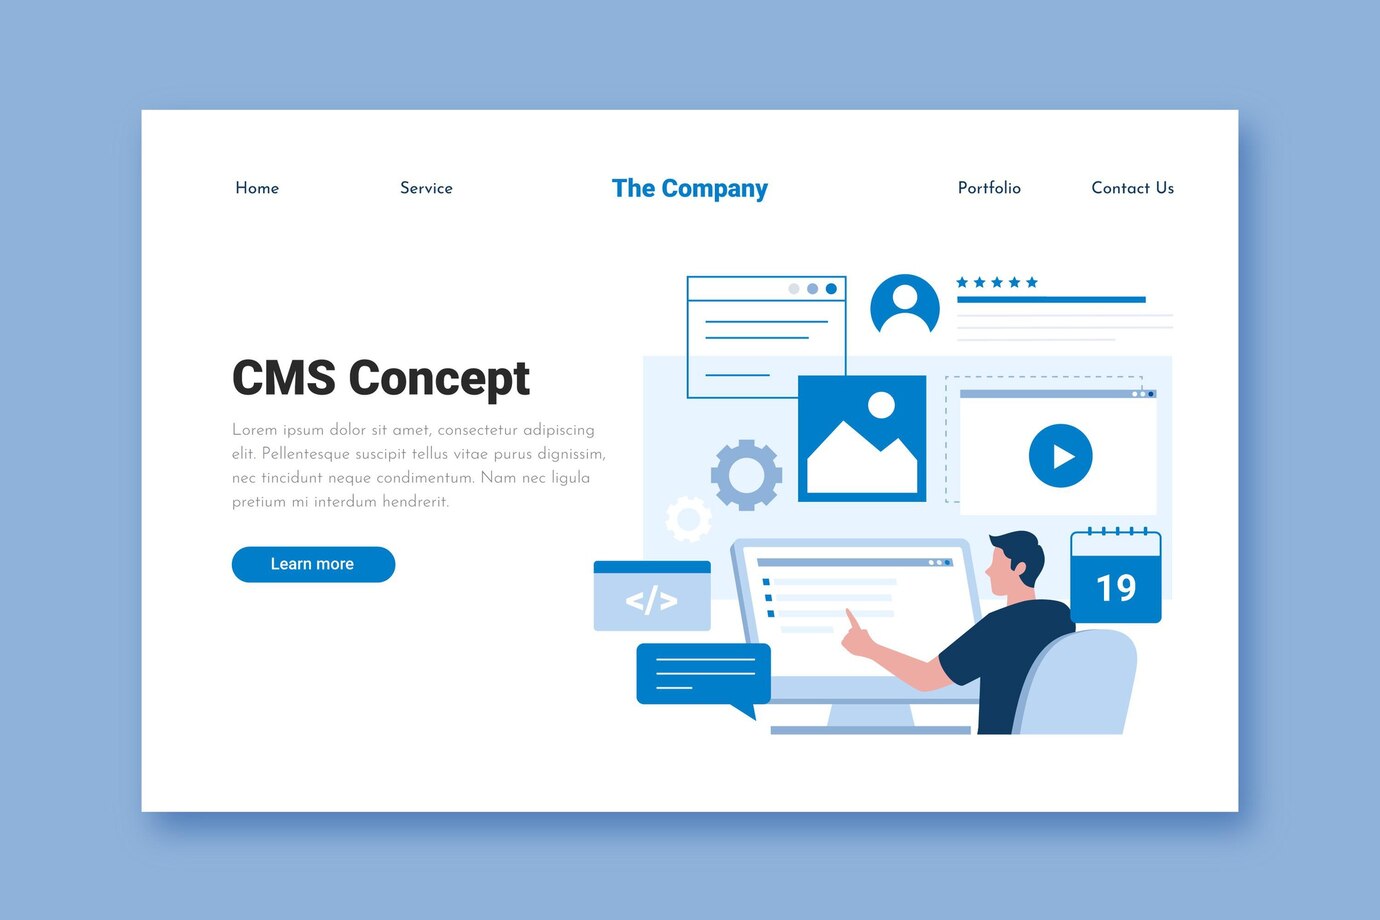 Home
Service
The Company
Portfolio
Contact Us
CMS Concept
Lorem ipsum dolor sit amet, consectetur adipiscing
elit. Pellentesque suscipit tellus vitae purus dignissim,
nec tincidunt neque condimentum. Nam nec ligula
pretium mi interdum hendrerit.
Learn more
</>
19